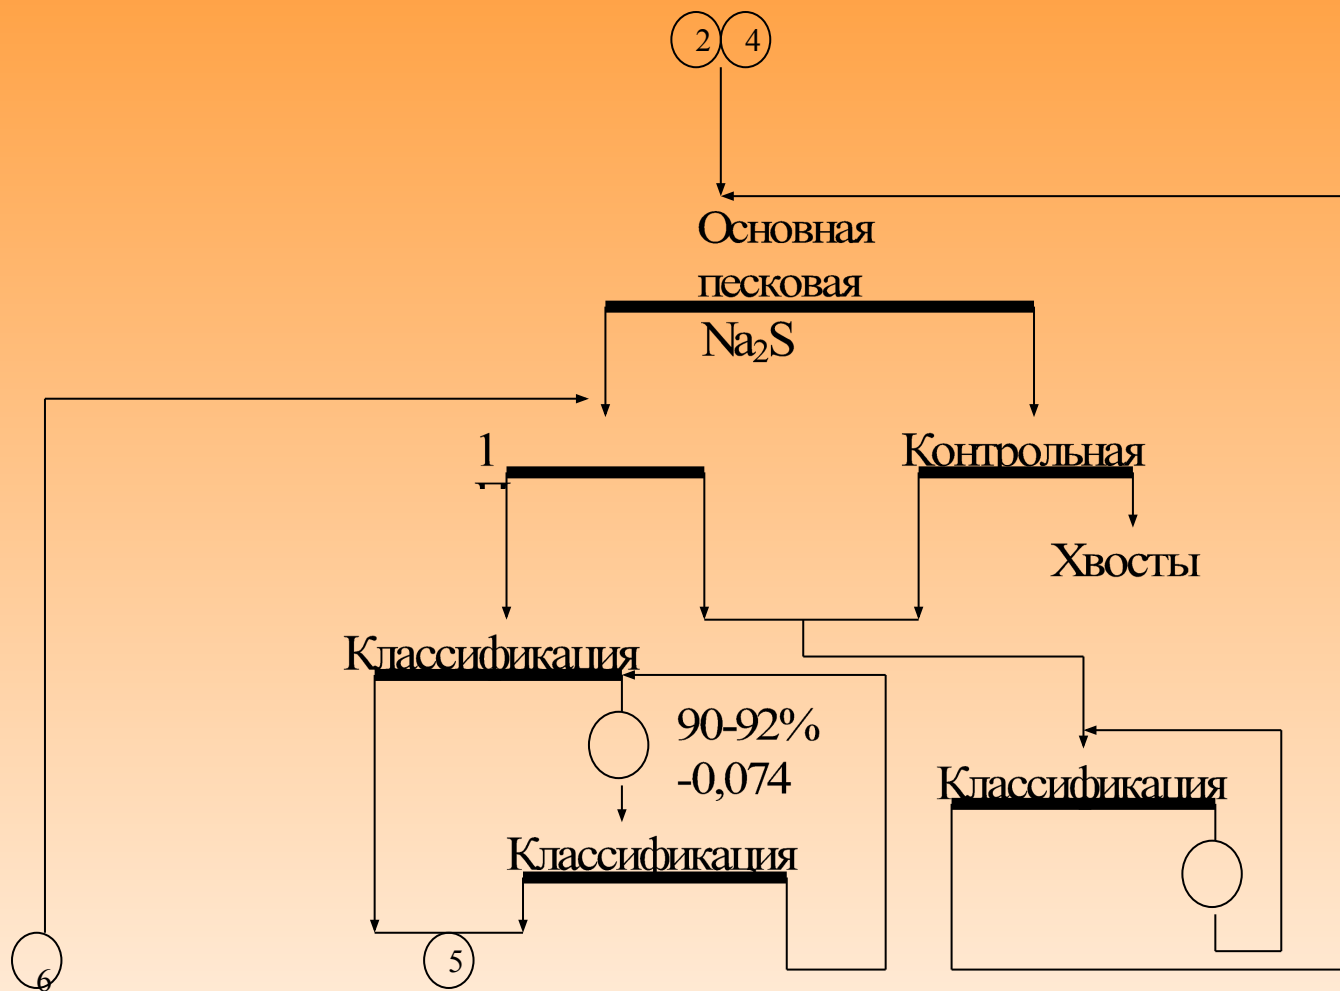 2 4
Основная
песковая
Na₂S
1
Контрольная
Хвосты
Классификация
90-92%
-0,074
Классификация
Классификация
5
6